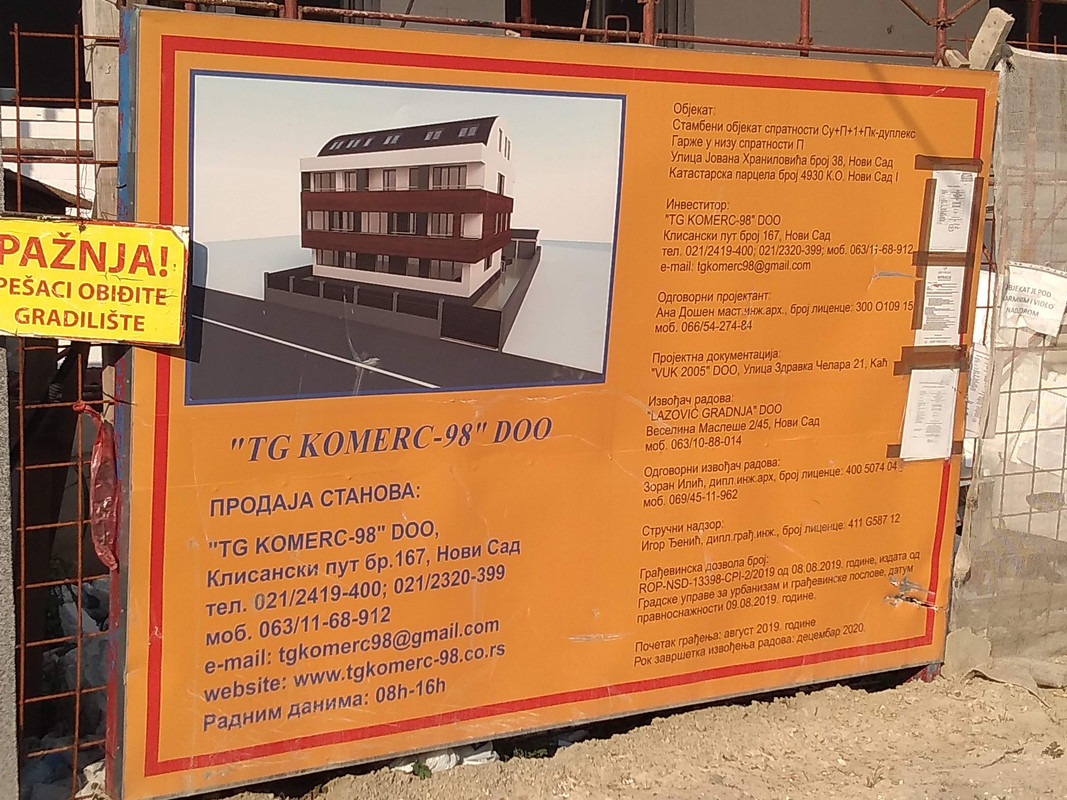 PAŽNJA!
PEŠACI OBIĐITE
GRADILIŠTE
"TG KOMERC-98" DOO
ПРОДАЈА СТАНОВА:
"TG KOMERC-98" DOO,
Клисански пут бр.167, Нови Сад
тел. 021/2419-400; 021/2320-399
моб. 063/11-68-912
e-mail: tgkomerc98@gmail.com
website: www.tgkomerc-98.co.rs
Радним данима: 08h-16h
Објекат:
Стамбени објекат спратности Су+П+1+Пк-дуплекс
Гарже у низу спратности П
Улица Јована Храниловића број 38, Нови Сад
Катастарска парцела број 4930 К.О. Нови Сад I
Инвеститор:
"TG KOMERC-98" DOO
Клисански пут број 167, Нови Сад
тел. 021/2419-400; 021/2320-399; моб. 063/11-68-912
e-mail: tgkomerc98@gmail.com
Одговорни пројектант:
Ана Дошен маст.инж.арх., број лиценце: 300 О109 15
моб. 066/54-274-84
Пројектна документација:
"VUK 2005" DOO, Улица Здравка Челара 21, Каћ
Извођач радова:
"LAZOVIĆ GRADNJA" DOO
Веселина Маслеше 2/45, Нови Сад
моб. 063/10-88-014
Одговорни извођач радова:
Зоран Илић, дипл.инж.арх, број лиценце: 400 5074 04
моб. 069/45-11-962
Стручни надзор:
Игор Ђенић, дипл.грађ.инж., број лиценце: 411 G587 12
Грађевинска дозвола број:
ROP-NSD-13398-CPI-2/2019 од 08.08.2019. године, издата од
Градске управе за урбанизам и грађевинске послове, датум
правноснажности 09.08.2019. године.
Почетак грађења: август 2019. године
Рок завршетка извођења радова: децембар 2020.
OBJEKAT JE POD
VIDEO
NADZOROM